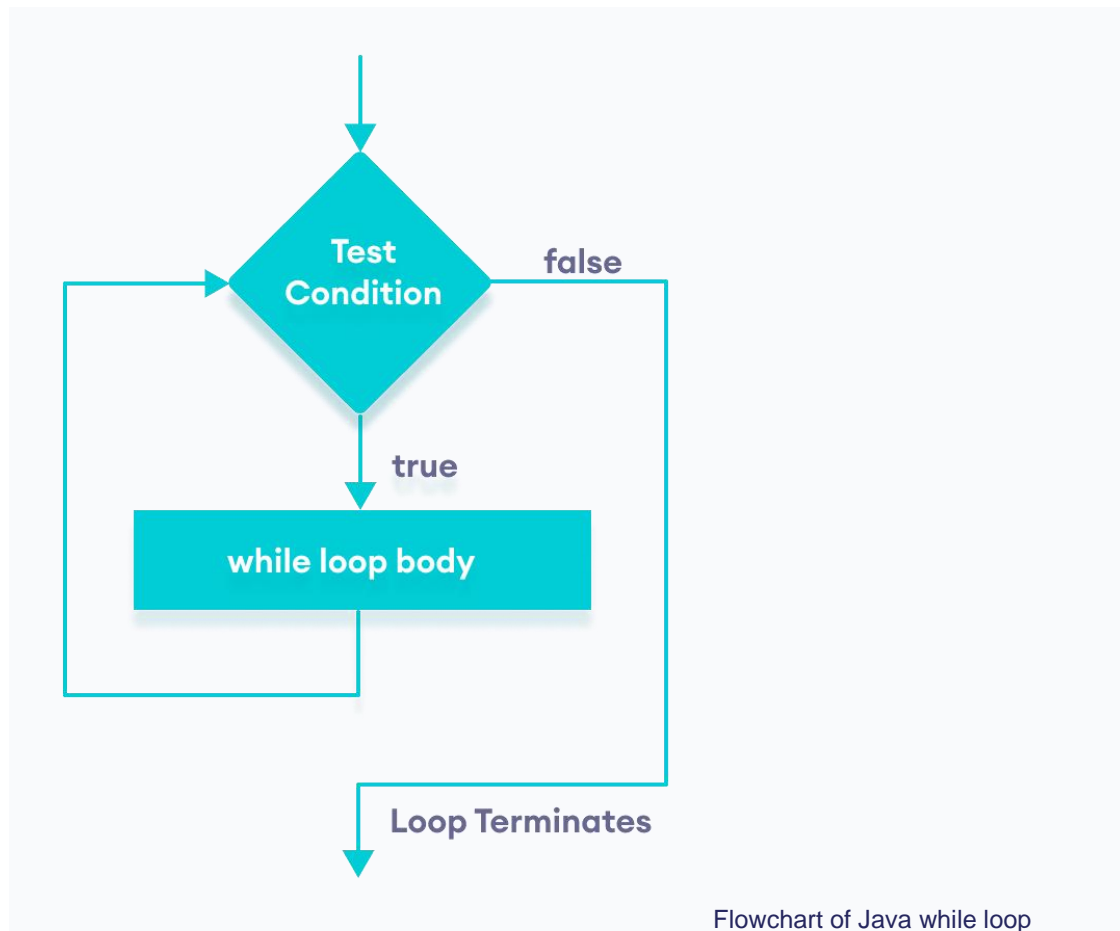 Test
Condition
false
true
while loop body
Loop Terminates
Flowchart of Java while loop